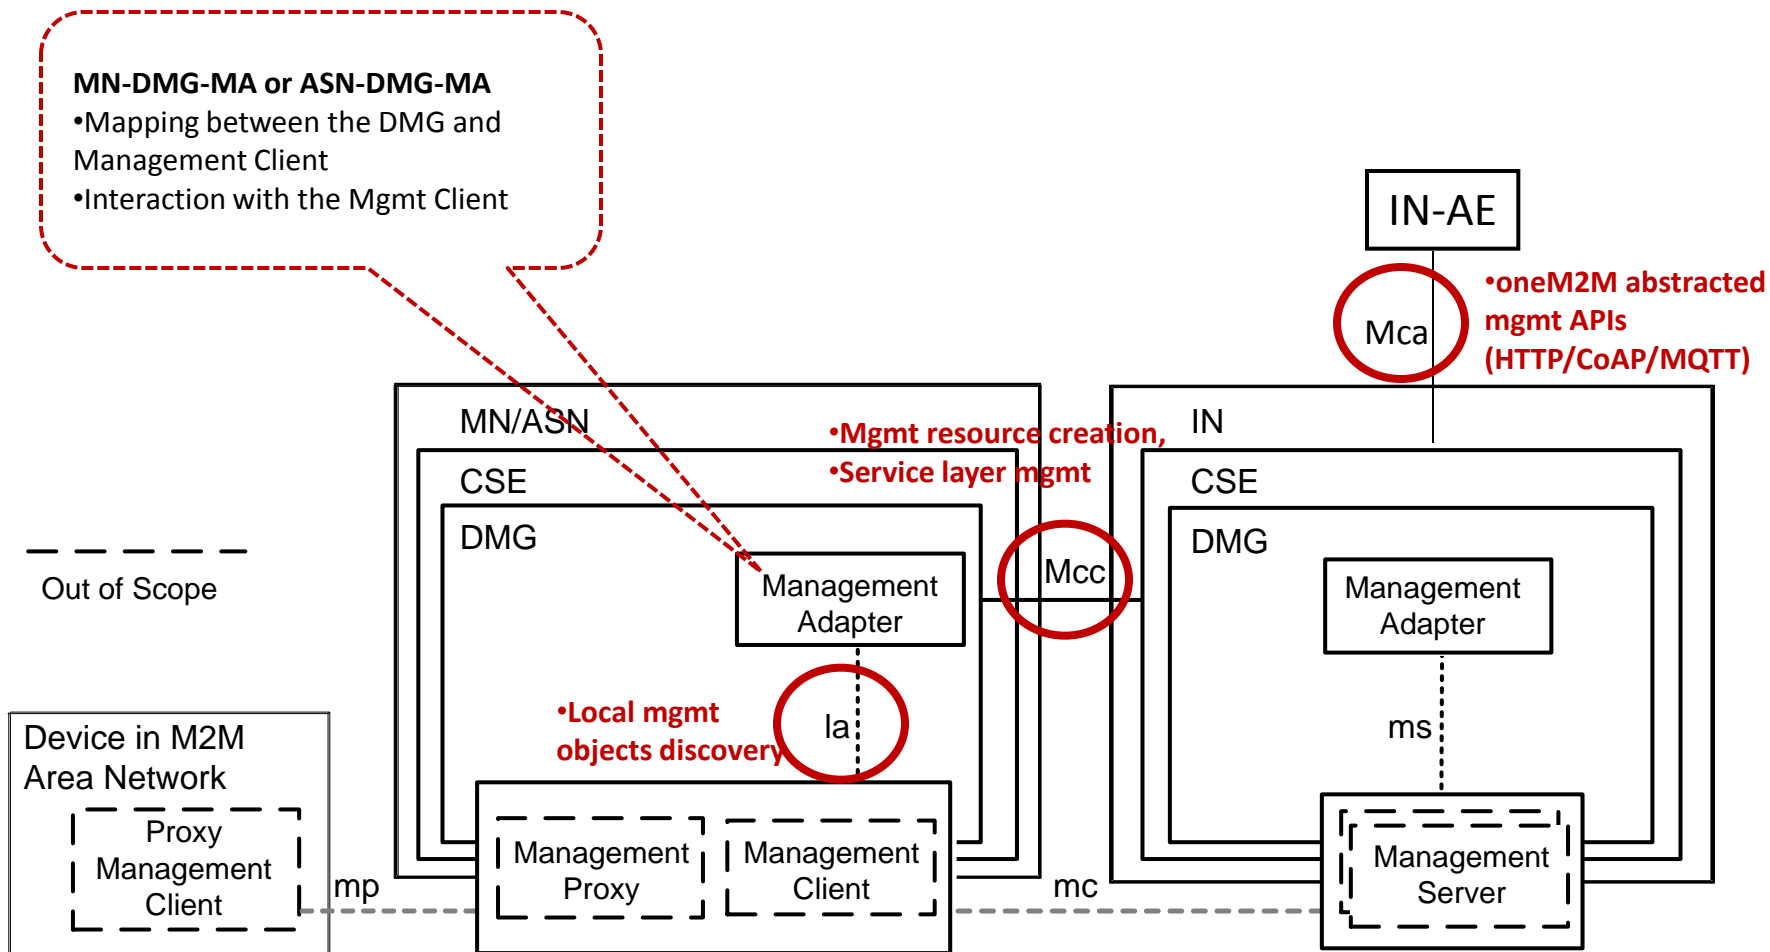 MN-DMG-MA or ASN-DMG-MA
•Mapping between the DMG and
Management Client
•Interaction with the Mgmt Client
IN-AE
Mca
•oneM2M abstracted
mgmt APIs
(HTTP/CoAP/MQTT)
MN/ASN
•Mgmt resource creation,
•Service layer mgmt
IN
CSE
CSE
DMG
DMG
Mcc
Management
Adapter
Management
Adapter
Out of Scope
•Local mgmt
objects discovery
la
ms
Device in M2M
Area Network
Proxy
Management
Client
mp
Management
Proxy
Management
Client
mc
Management
Server